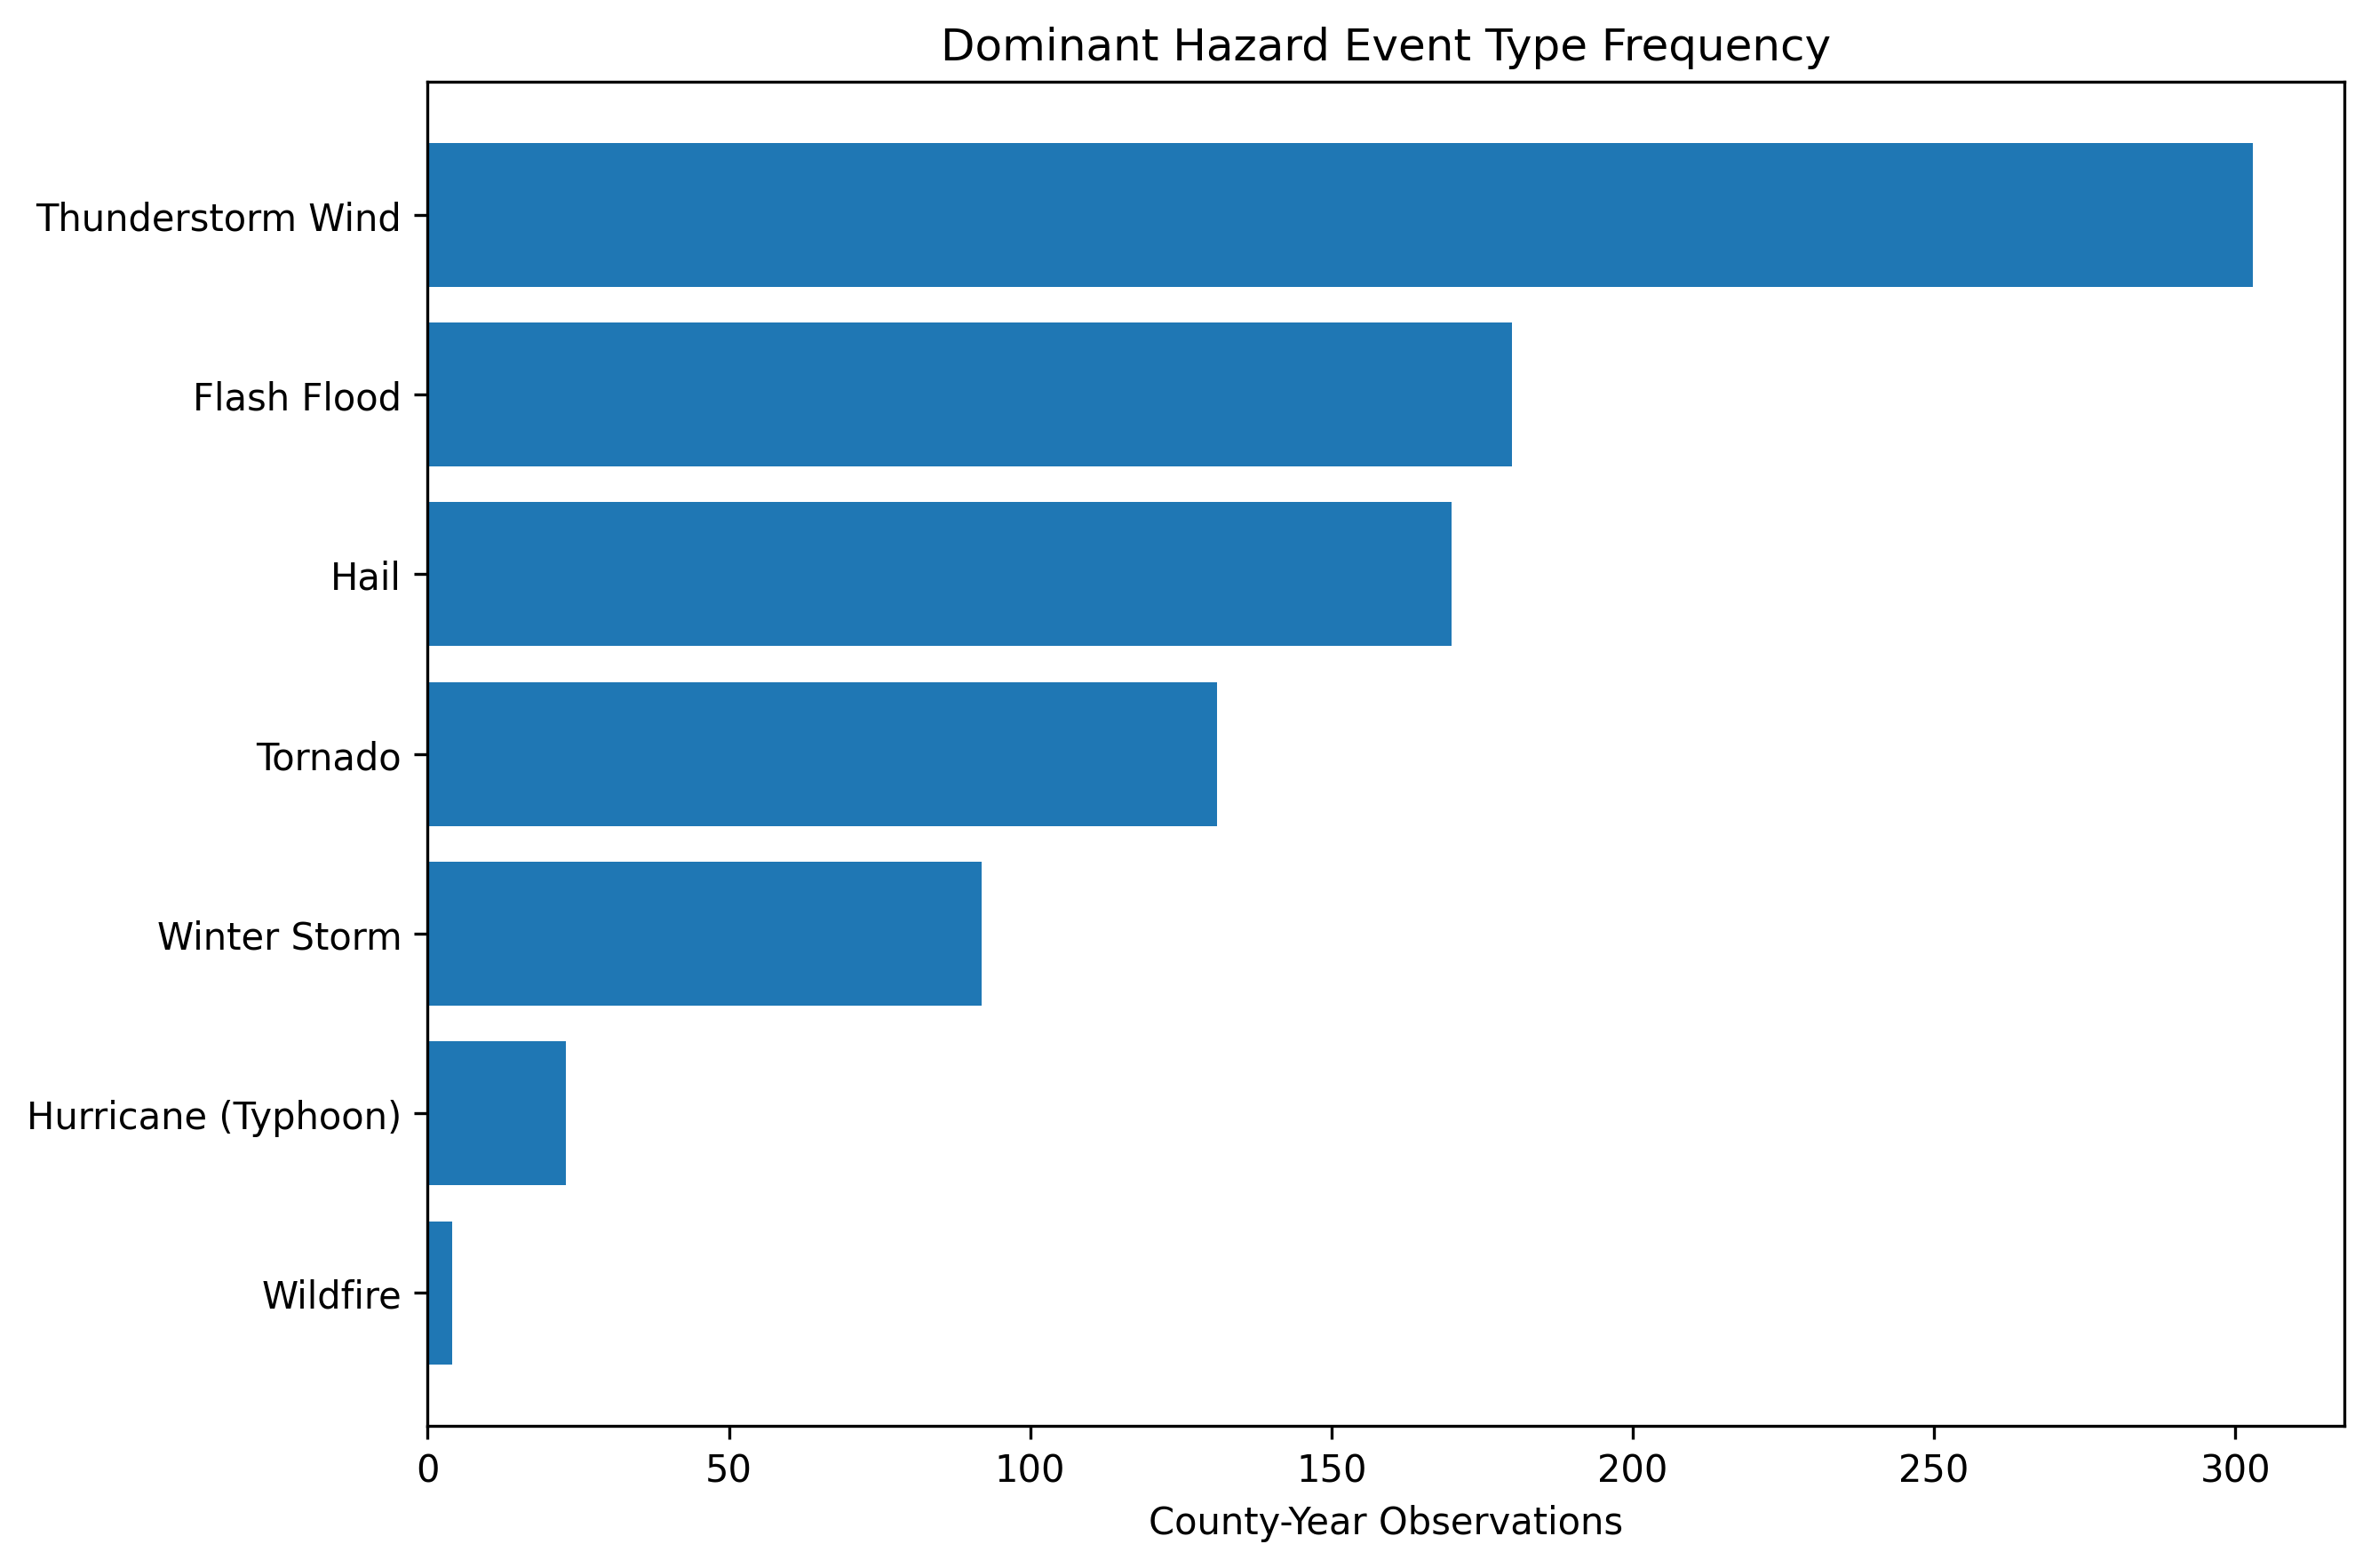 Dominant Hazard Event Type Frequency
Thunderstorm Wind
Flash Flood
Hail
Tornado
Winter Storm
Hurricane (Typhoon)
Wildfire
0 50 100 150 200 250 300
County-Year Observations